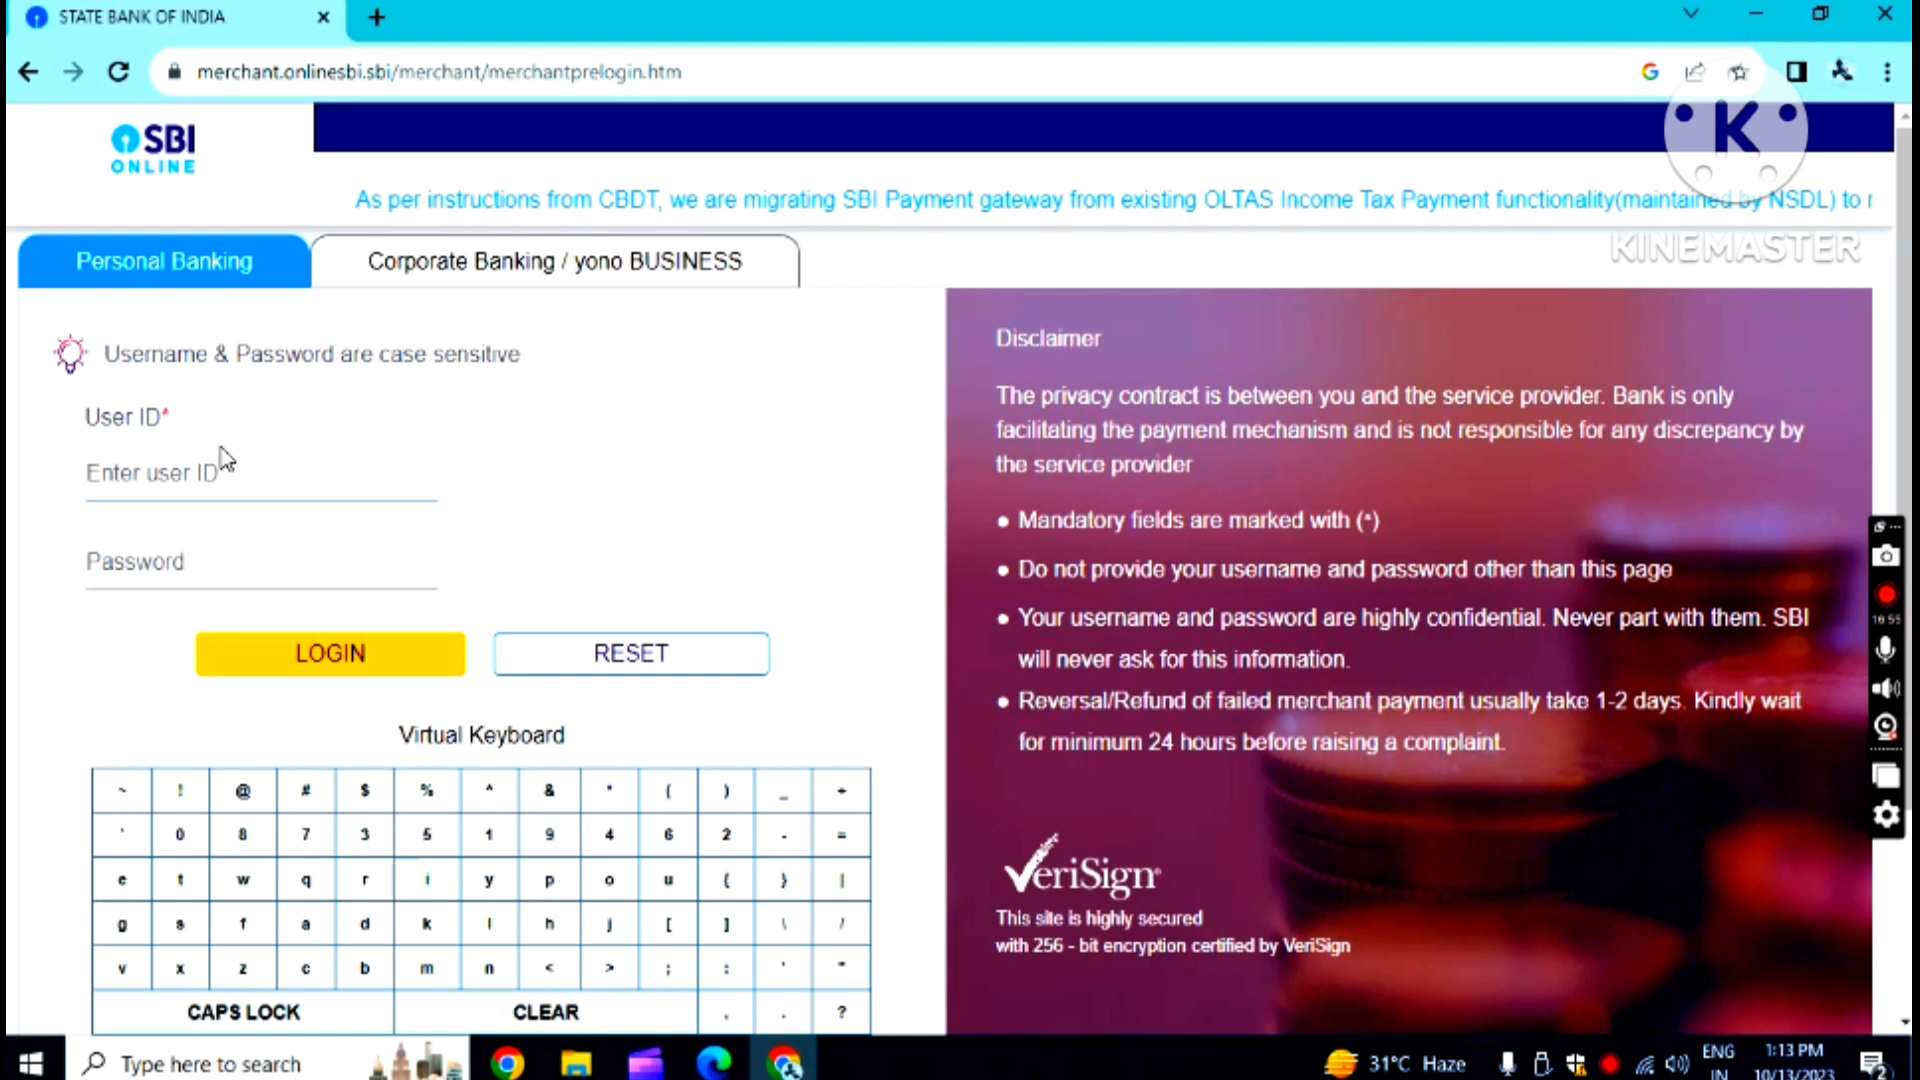 STATE BANK OF INDIA
merchant.onlinesbi.sbi/merchant/merchantprelogin.htm
SBI
ONLINE
K
As per instructions from CBDT, we are migrating SBI Payment gateway from existing OLTAS Income Tax Payment functionality(maintained by NSDL) to
KINEMASTER
Personal Banking
Corporate Banking / yono BUSINESS
Username & Password are case sensitive
User ID*
Enter user ID
Password
LOGIN
RESET
Virtual Keyboard
~ ! @ # $ % ^ & * ( ) _ +
` 0 8 7 3 5 1 9 4 6 2 - =
e t w q r i y p o u { } |
g s f a d k l h j [ ] \ /
v x z c b m n < > ; : ' "
CAPS LOCK CLEAR , . ?
Disclaimer
The privacy contract is between you and the service provider. Bank is only
facilitating the payment mechanism and is not responsible for any discrepancy by
the service provider
• Mandatory fields are marked with (*)
• Do not provide your username and password other than this page
• Your username and password are highly confidential. Never part with them. SBI
will never ask for this information.
• Reversal/Refund of failed merchant payment usually take 1-2 days. Kindly wait
for minimum 24 hours before raising a complaint.
VeriSign
This site is highly secured
with 256 - bit encryption certified by VeriSign
Type here to search
31°C Haze
ENG
IN
1:13 PM
10/13/2023
2